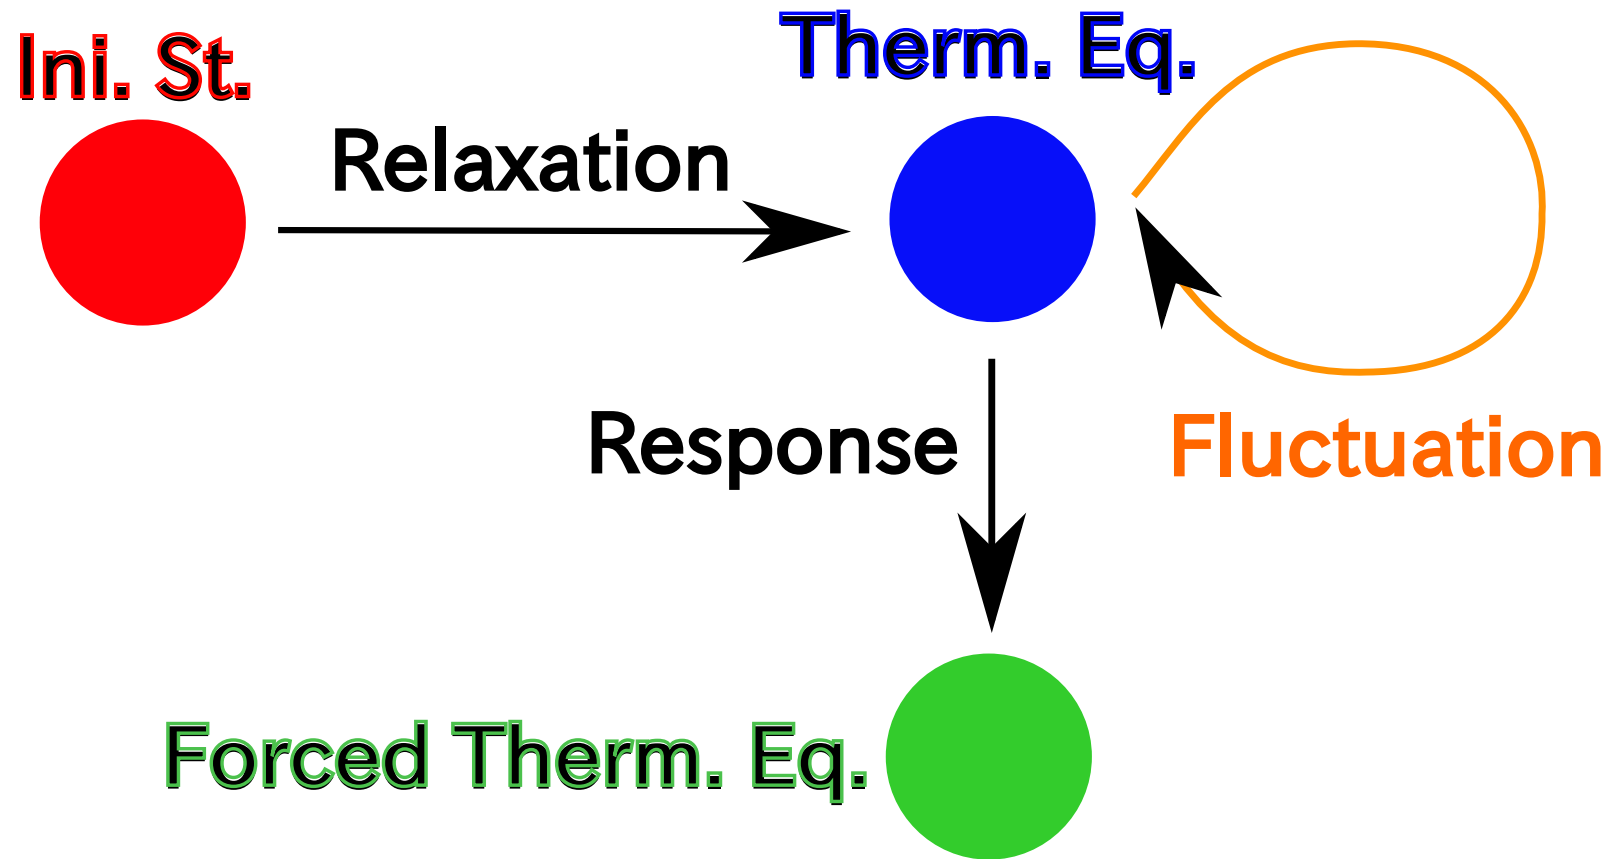 Ini. St.
Therm. Eq.
Relaxation
Response
Fluctuation
Forced Therm. Eq.